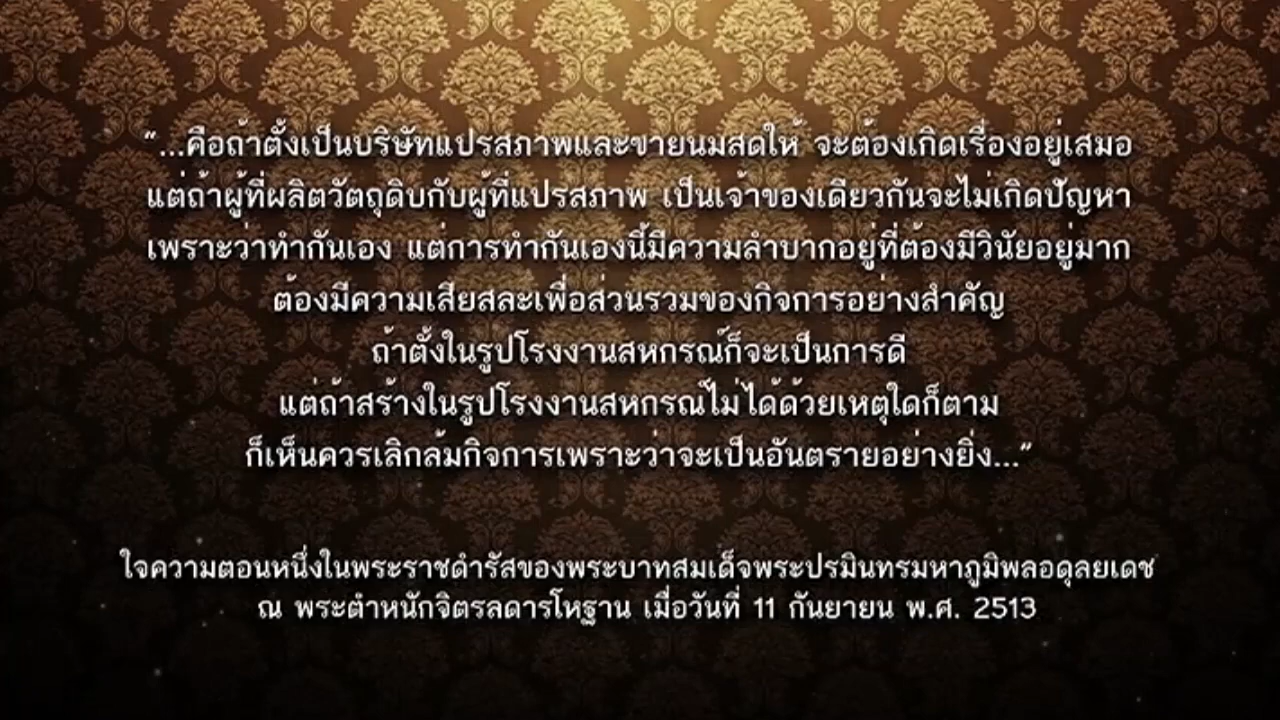 “...คือถ้าตั้งเป็นบริษัทแปรสภาพและขายนมสดให้ จะต้องเกิดเรื่องอยู่เสมอ
แต่ถ้าผู้ที่ผลิตวัตถุดิบกับผู้ที่แปรสภาพ เป็นเจ้าของเดียวกันจะไม่เกิดปัญหา
เพราะว่าทำกันเอง แต่การทำกันเองนี้มีความลำบากอยู่ที่ต้องมีวินัยอยู่มาก
ต้องมีความเสียสละเพื่อส่วนรวมของกิจการอย่างสำคัญ
ถ้าตั้งในรูปโรงงานสหกรณ์ก็จะเป็นการดี
แต่ถ้าสร้างในรูปโรงงานสหกรณ์ไม่ได้ด้วยเหตุใดก็ตาม
ก็เห็นควรเลิกล้มกิจการเพราะว่าจะเป็นอันตรายอย่างยิ่ง...”
ใจความตอนหนึ่งในพระราชดำรัสของพระบาทสมเด็จพระปรมินทรมหาภูมิพลอดุลยเดช
ณ พระตำหนักจิตรลดารโหฐาน เมื่อวันที่ 11 กันยายน พ.ศ. 2513